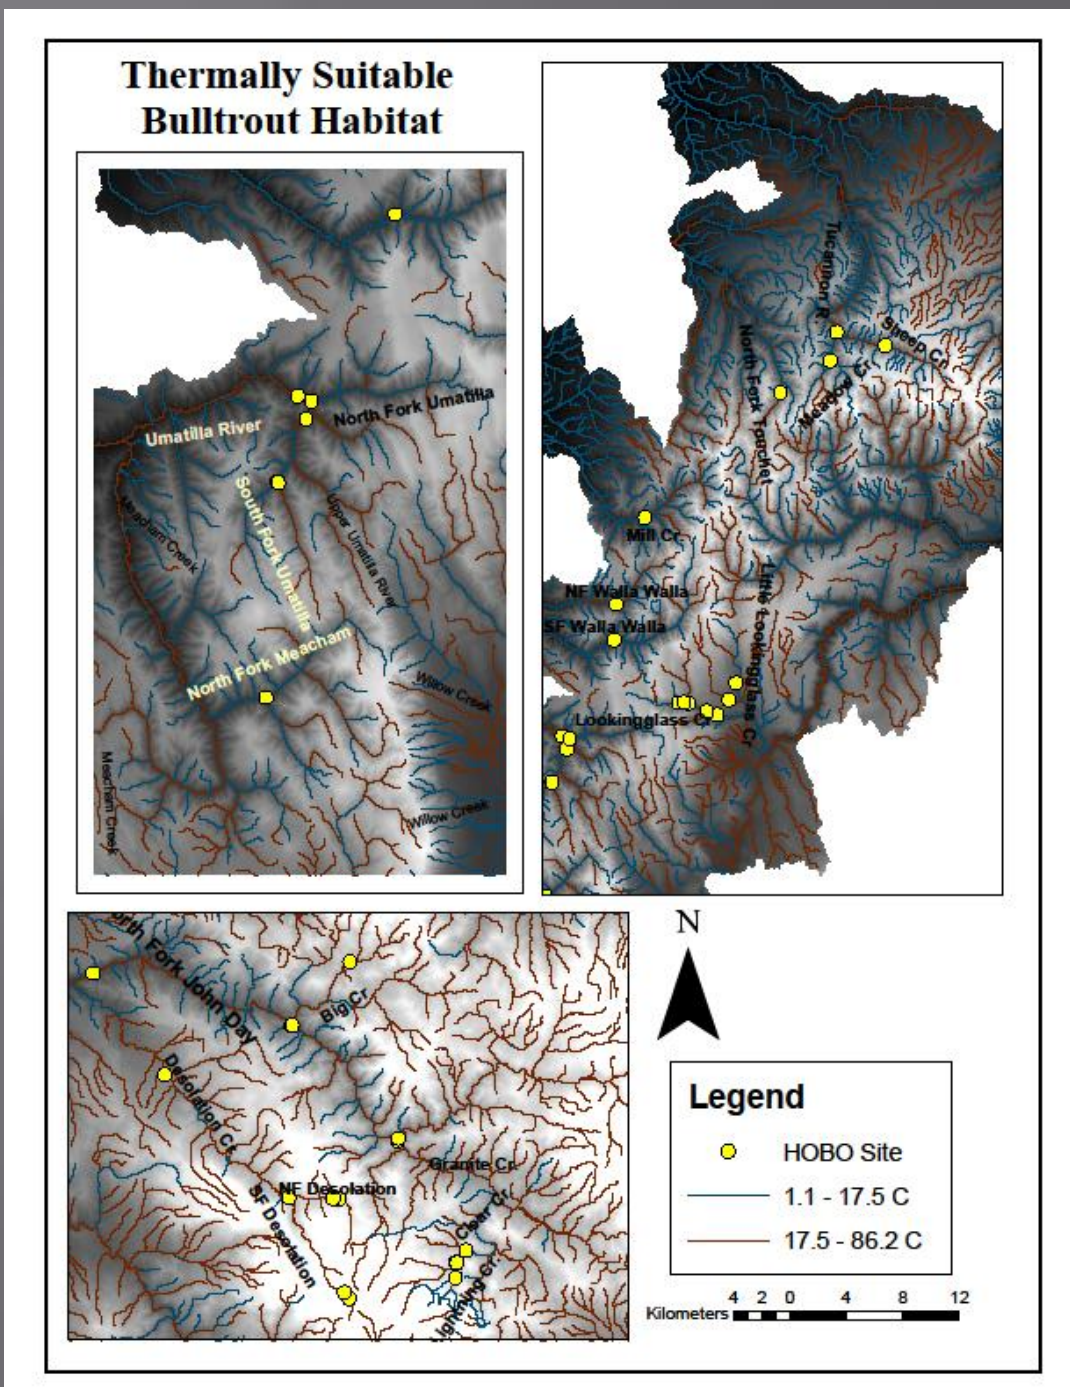 Thermally Suitable
Bulltrout Habitat
North Fork Umatilla
Umatilla River
South Fork Umatilla
Upper Umatilla River
Meacham Creek
North Fork Meacham
Willow Creek
Meacham Creek
Willow Creek
Tucannon R.
Sheep Cr.
North Fork Touchet
Meadow Cr.
Mill Cr.
NF Walla Walla
SF Walla Walla
Little Lookingglass Cr
Lookingglass Cr.
North Fork John Day
Big Cr.
Desolation Cr.
Granite Cr.
NF Desolation
SF Desolation
Clear Cr.
Lightning Cr.
N
Legend
HOBO Site
1.1 - 17.5 C
17.5 - 86.2 C
4 2 0 4 8 12
Kilometers